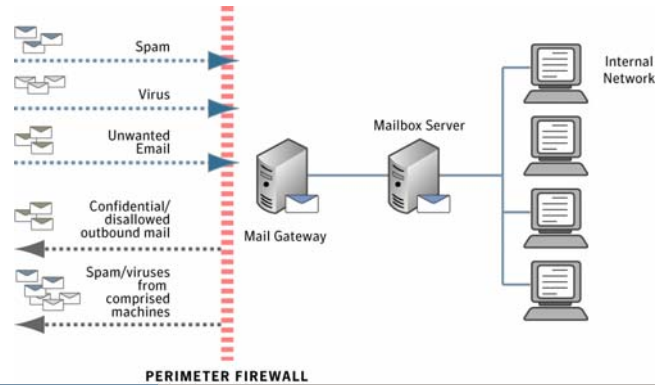 Spam
Virus
Unwanted
Email
Confidential/
disallowed
outbound mail
Spam/viruses
from
comprised
machines
Mail Gateway
Mailbox Server
Internal
Network
PERIMETER FIREWALL